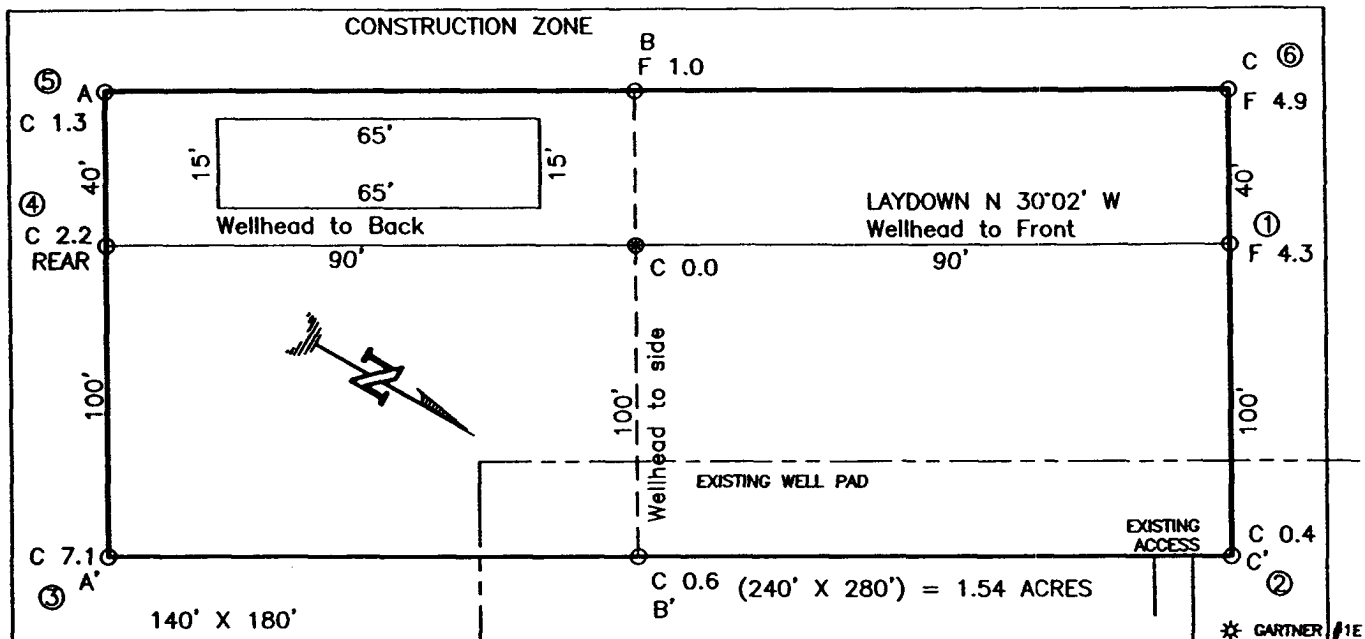 CONSTRUCTION ZONE
B
F 1.0
C ⑥
⑤ A
F 4.9
C 1.3
65'
15'
15'
40'
40'
65'
LAYDOWN N 30°02' W
④
Wellhead to Back
Wellhead to Front
①
C 2.2
REAR
90'
C 0.0
90'
F 4.3
N
Wellhead to side
100'
100'
100'
EXISTING WELL PAD
EXISTING
ACCESS
C 0.4
C'
C 7.1
A'
C 0.6
B'
(240' X 280') = 1.54 ACRES
③
②
140' X 180'
GARTNER #1E